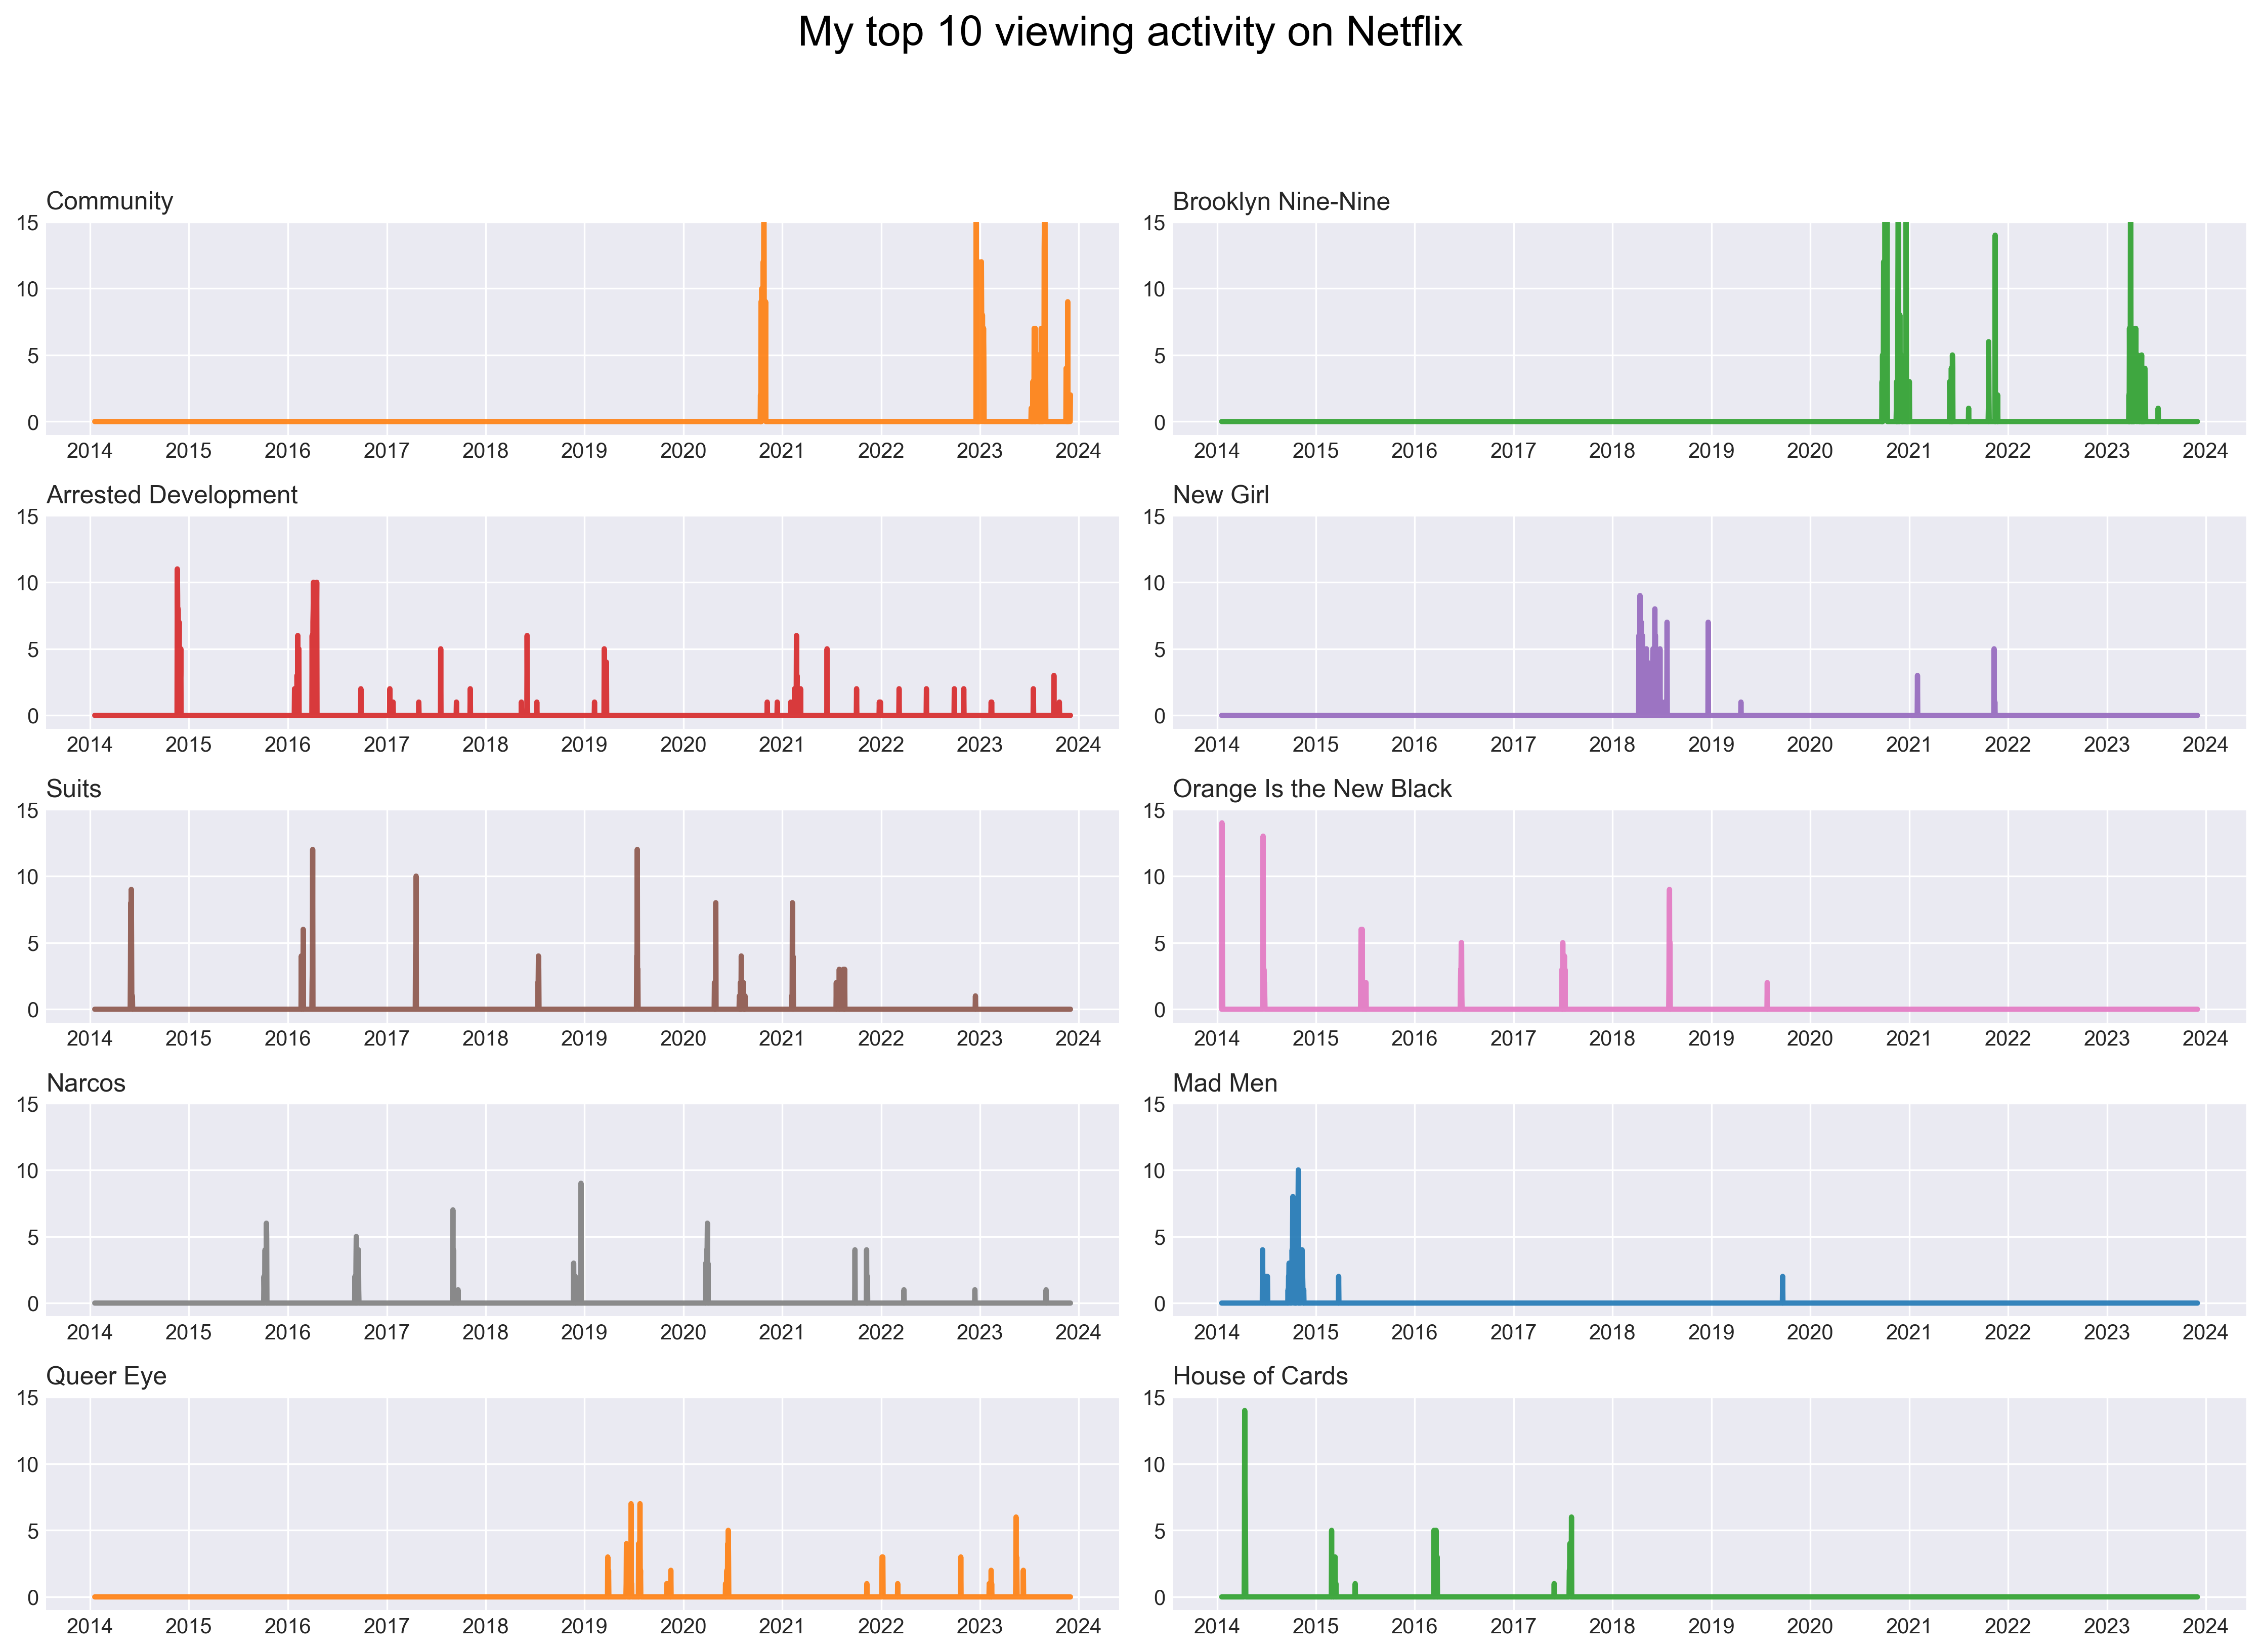 My top 10 viewing activity on Netflix
Community
15
10
5
0
2014 2015 2016 2017 2018 2019 2020 2021 2022 2023 2024
Brooklyn Nine-Nine
15
10
5
0
2014 2015 2016 2017 2018 2019 2020 2021 2022 2023 2024
Arrested Development
15
10
5
0
2014 2015 2016 2017 2018 2019 2020 2021 2022 2023 2024
New Girl
15
10
5
0
2014 2015 2016 2017 2018 2019 2020 2021 2022 2023 2024
Suits
15
10
5
0
2014 2015 2016 2017 2018 2019 2020 2021 2022 2023 2024
Orange Is the New Black
15
10
5
0
2014 2015 2016 2017 2018 2019 2020 2021 2022 2023 2024
Narcos
15
10
5
0
2014 2015 2016 2017 2018 2019 2020 2021 2022 2023 2024
Mad Men
15
10
5
0
2014 2015 2016 2017 2018 2019 2020 2021 2022 2023 2024
Queer Eye
15
10
5
0
2014 2015 2016 2017 2018 2019 2020 2021 2022 2023 2024
House of Cards
15
10
5
0
2014 2015 2016 2017 2018 2019 2020 2021 2022 2023 2024